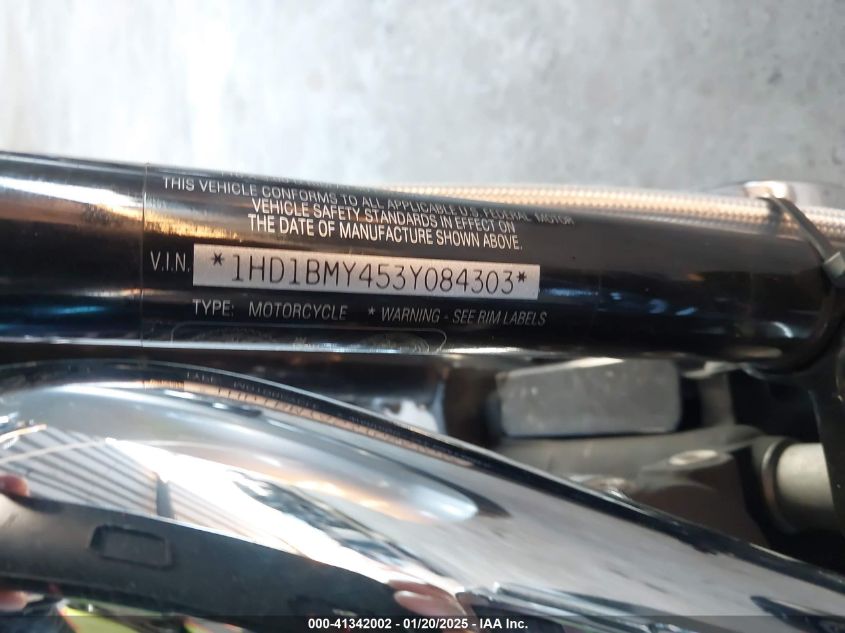 THIS VEHICLE CONFORMS TO ALL APPLICABLE U.S. FEDERAL MOTOR
VEHICLE SAFETY STANDARDS IN EFFECT ON
THE DATE OF MANUFACTURE SHOWN ABOVE.
V.I.N. *1HD1BMY453Y084303*
TYPE: MOTORCYCLE * WARNING - SEE RIM LABELS
000-41342002 - 01/20/2025 - IAA Inc.